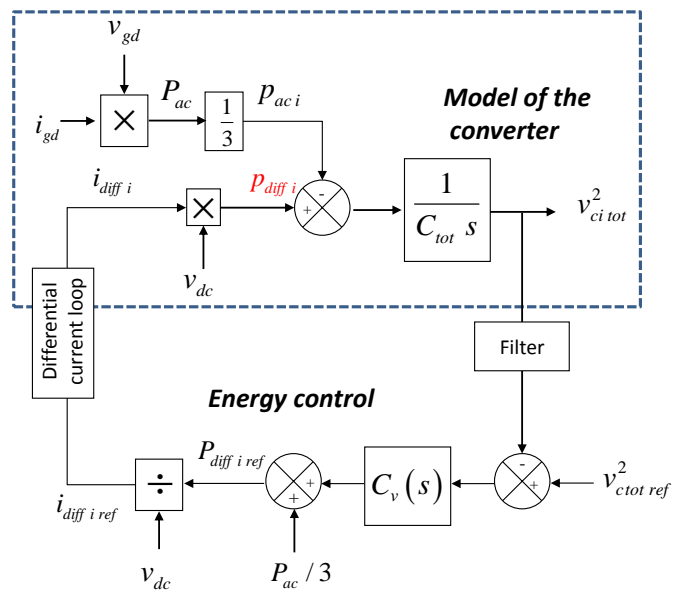 v_gd
P_ac
p_ac i
Model of the
converter
i_gd
×
1/3
i_diff i
p_diff i
-
+
1/(C_tot s)
v²_ci tot
×
v_dc
Differential
current loop
Filter
Energy control
P_diff i ref
-
÷
+
+
C_v(s)
+
v²_ctot ref
i_diff i ref
v_dc
P_ac / 3